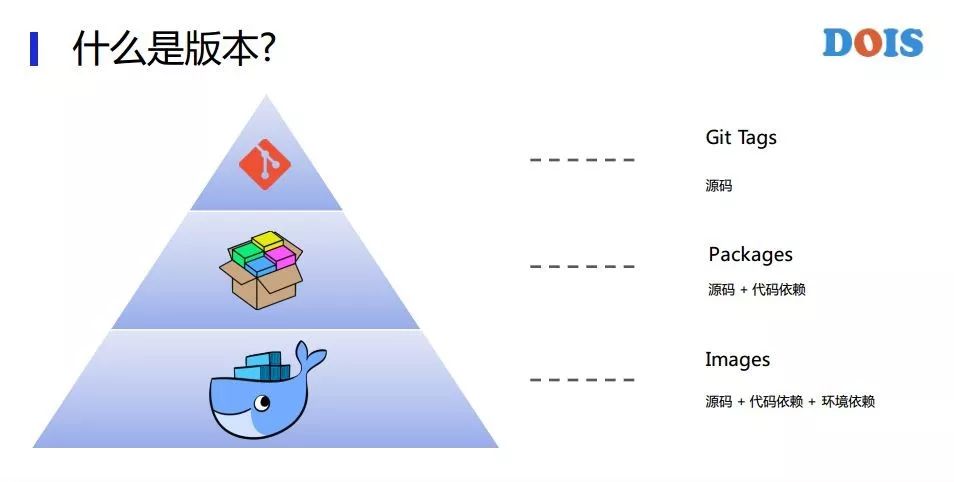 什么是版本?
DOIS
Git Tags
源码
Packages
源码 + 代码依赖
Images
源码 + 代码依赖 + 环境依赖